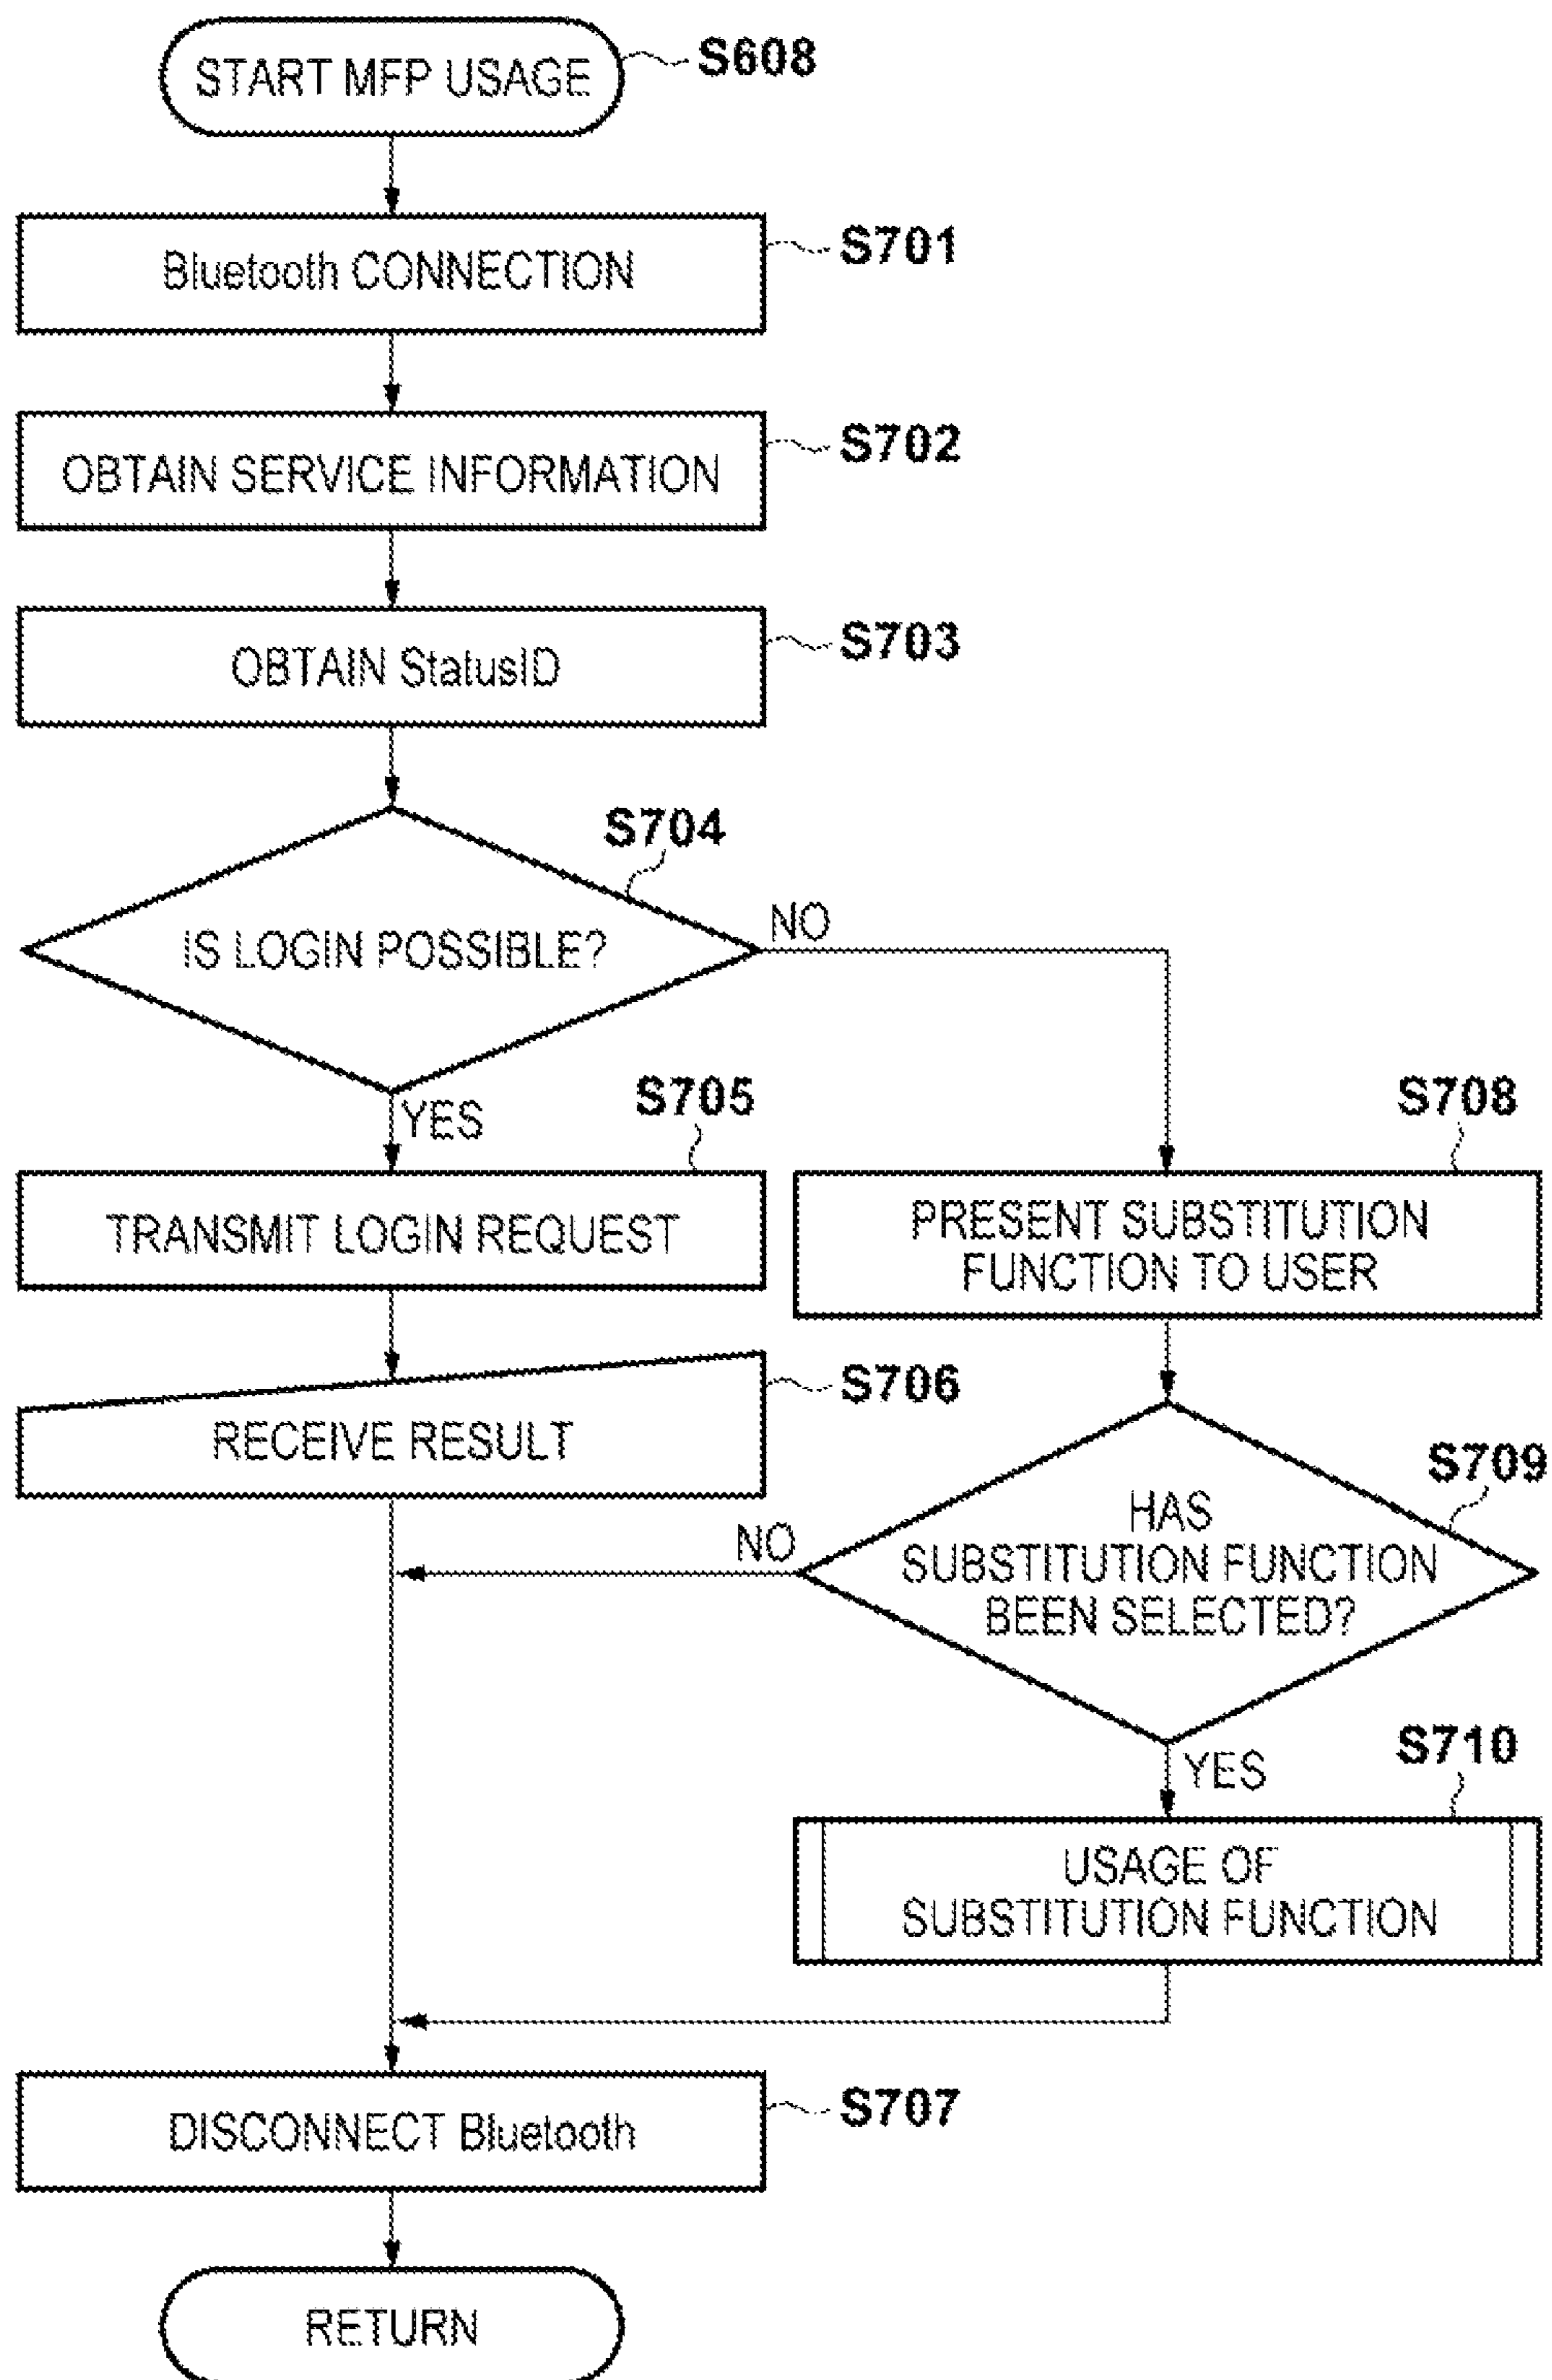 START MFP USAGE
S608
Bluetooth CONNECTION
S701
OBTAIN SERVICE INFORMATION
S702
OBTAIN StatusID
S703
S704
IS LOGIN POSSIBLE?
NO
YES
S705
S708
TRANSMIT LOGIN REQUEST
PRESENT SUBSTITUTION
FUNCTION TO USER
RECEIVE RESULT
S706
S709
HAS
SUBSTITUTION FUNCTION
BEEN SELECTED?
NO
YES
S710
USAGE OF
SUBSTITUTION FUNCTION
DISCONNECT Bluetooth
S707
RETURN